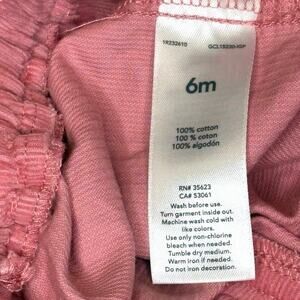 19232610 GCL15230-IGP
6m
100% cotton
100 % coton
100% algodón
RN# 35623
CA# 53061
Wash before use.
Turn garment inside out.
Machine wash cold with
like colors.
Use only non-chlorine
bleach when needed.
Tumble dry medium.
Warm iron if needed.
Do not iron decoration.